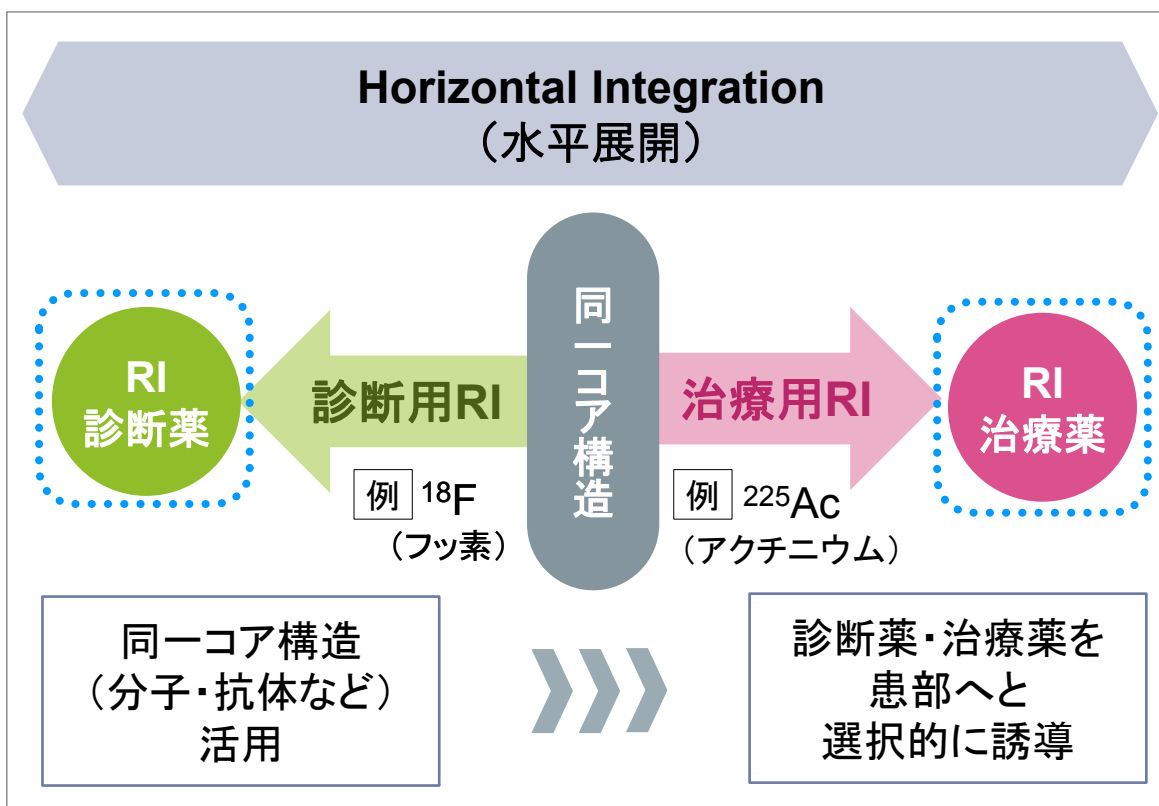 Horizontal Integration
（水平展開）
同一コア構造
RI
診断薬
診断用RI
治療用RI
RI
治療薬
例 ¹⁸F
（フッ素）
例 ²²⁵Ac
（アクチニウム）
同一コア構造
（分子・抗体など）
活用
診断薬・治療薬を
患部へと
選択的に誘導